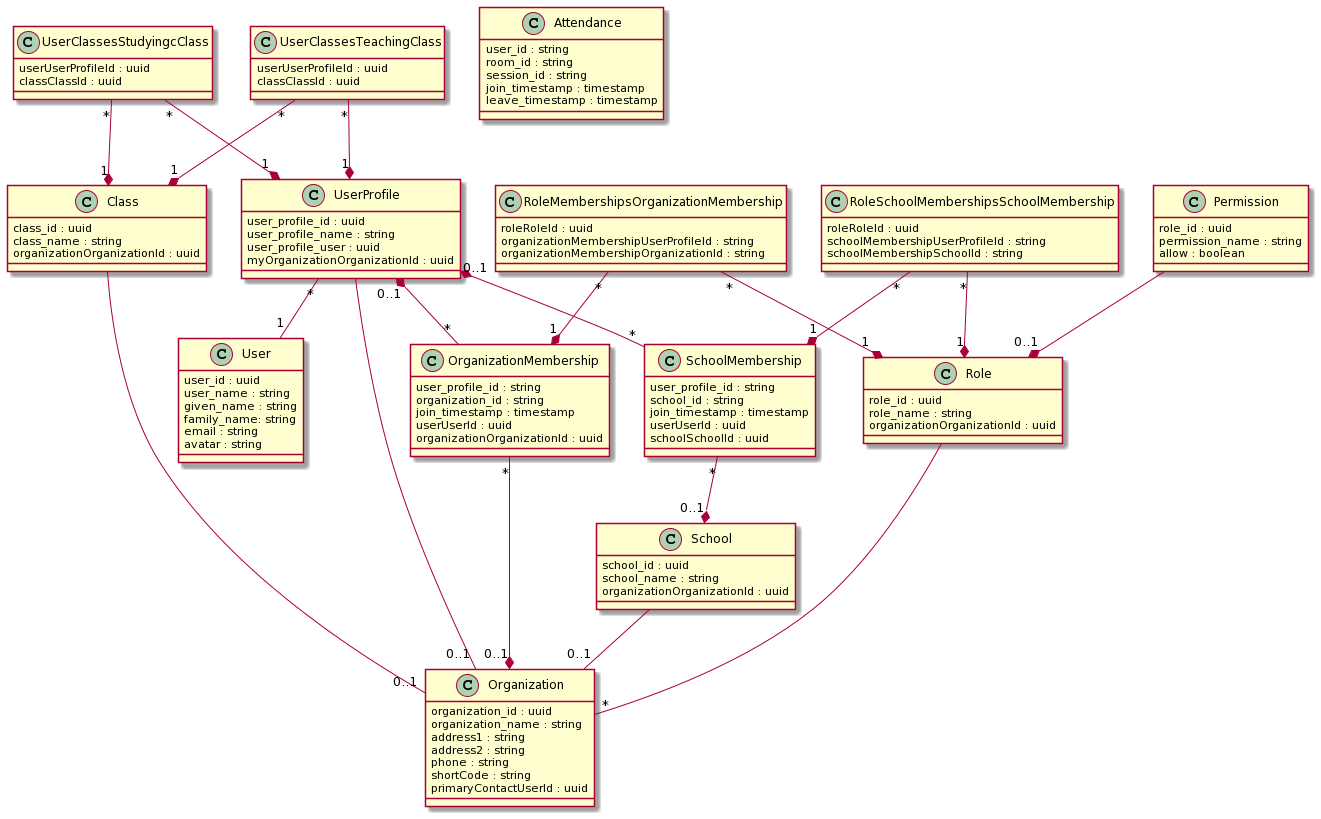 C UserClassesStudyingcClass
userUserProfileId : uuid
classClassId : uuid
C UserClassesTeachingClass
userUserProfileId : uuid
classClassId : uuid
C Attendance
user_id : string
room_id : string
session_id : string
join_timestamp : timestamp
leave_timestamp : timestamp
* * * *
1 1 1 1
C Class
class_id : uuid
class_name : string
organizationOrganizationId : uuid
C UserProfile
user_profile_id : uuid
user_profile_name : string
user_profile_user : uuid
myOrganizationOrganizationId : uuid
C RoleMembershipsOrganizationMembership
roleRoleId : uuid
organizationMembershipUserProfileId : string
organizationMembershipOrganizationId : string
C RoleSchoolMembershipsSchoolMembership
roleRoleId : uuid
schoolMembershipUserProfileId : string
schoolMembershipSchoolId : string
C Permission
role_id : uuid
permission_name : string
allow : boolean
0..1
* 0..1 * * * *
1 * 1 * 1 1 1 0..1
C User
user_id : uuid
user_name : string
given_name : string
family_name: string
email : string
avatar : string
C OrganizationMembership
user_profile_id : string
organization_id : string
join_timestamp : timestamp
userUserId : uuid
organizationOrganizationId : uuid
C SchoolMembership
user_profile_id : string
school_id : string
join_timestamp : timestamp
userUserId : uuid
schoolSchoolId : uuid
C Role
role_id : uuid
role_name : string
organizationOrganizationId : uuid
* *
0..1
C School
school_id : uuid
school_name : string
organizationOrganizationId : uuid
0..1 0..1 0..1
0..1
*
C Organization
organization_id : uuid
organization_name : string
address1 : string
address2 : string
phone : string
shortCode : string
primaryContactUserId : uuid